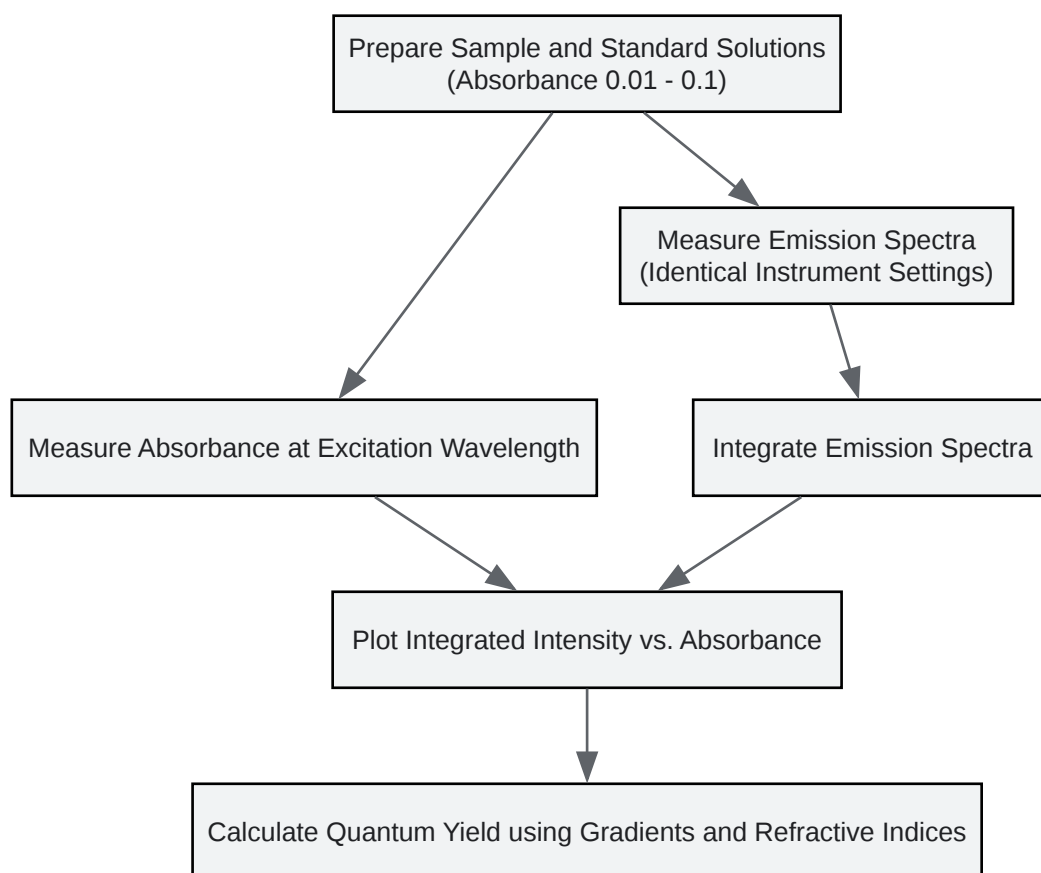 Prepare Sample and Standard Solutions
(Absorbance 0.01 - 0.1)
Measure Emission Spectra
(Identical Instrument Settings)
Measure Absorbance at Excitation Wavelength
Integrate Emission Spectra
Plot Integrated Intensity vs. Absorbance
Calculate Quantum Yield using Gradients and Refractive Indices